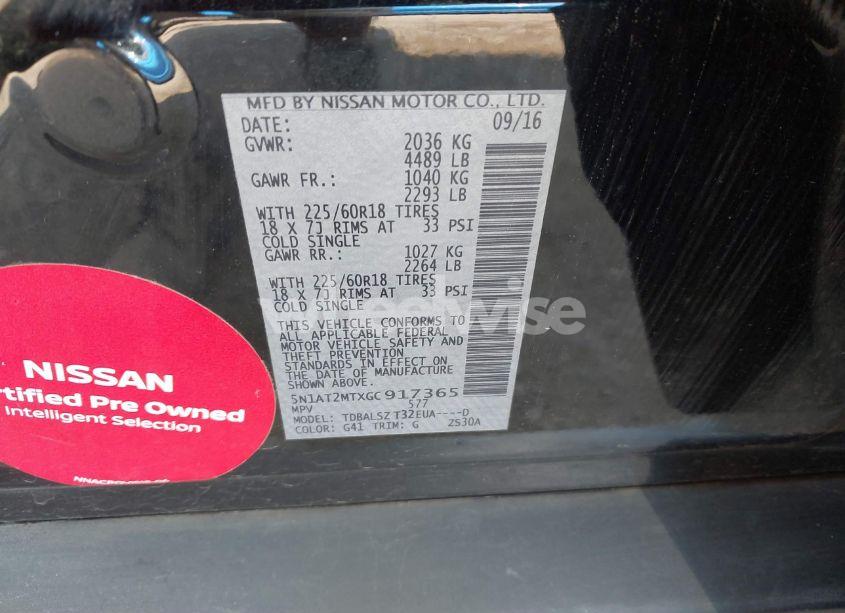 MFD BY NISSAN MOTOR CO., LTD.
DATE: 09/16
GVWR: 2036 KG
4489 LB
GAWR FR.: 1040 KG
2293 LB
WITH 225/60R18 TIRES
18 X 7J RIMS AT 33 PSI
COLD SINGLE
GAWR RR.: 1027 KG
2264 LB
WITH 225/60R18 TIRES
18 X 7J RIMS AT 33 PSI
COLD SINGLE
THIS VEHICLE CONFORMS TO
ALL APPLICABLE FEDERAL
MOTOR VEHICLE SAFETY AND
THEFT PREVENTION
STANDARDS IN EFFECT ON
THE DATE OF MANUFACTURE
SHOWN ABOVE.
5N1AT2MTXGC917365
MPV 577
MODEL: TDBALSZ T32EUA----D
COLOR: G41 TRIM: G 2530A
NISSAN
Certified Pre Owned
Intelligent Selection